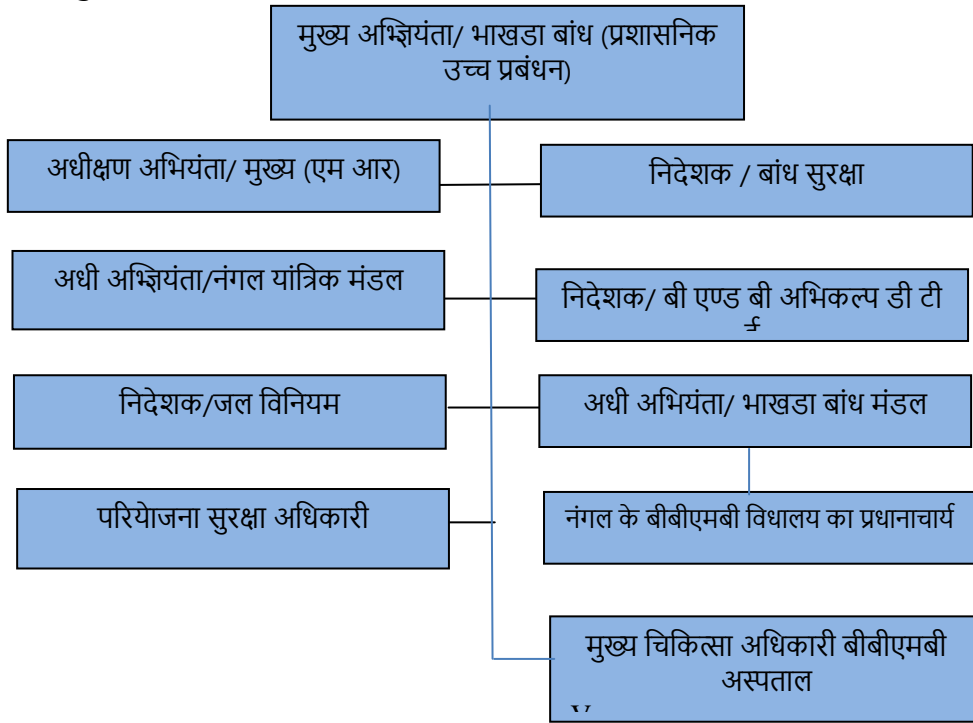 मुख्य अभ्ज्ञियंता/ भाखडा बांध (प्रशासनिक
उच्च प्रबंधन)
अधीक्षण अभियंता/ मुख्य (एम आर)
निदेशक / बांध सुरक्षा
अधी अभ्ज्ञियंता/नंगल यांत्रिक मंडल
निदेशक/ बी एण्ड बी अभिकल्प डी टी
निदेशक/जल विनियम
अधी अभियंता/ भाखडा बांध मंडल
परियेाजना सुरक्षा अधिकारी
नंगल के बीबीएमबी विधालय का प्रधानाचार्य
मुख्य चिकित्सा अधिकारी बीबीएमबी
अस्पताल